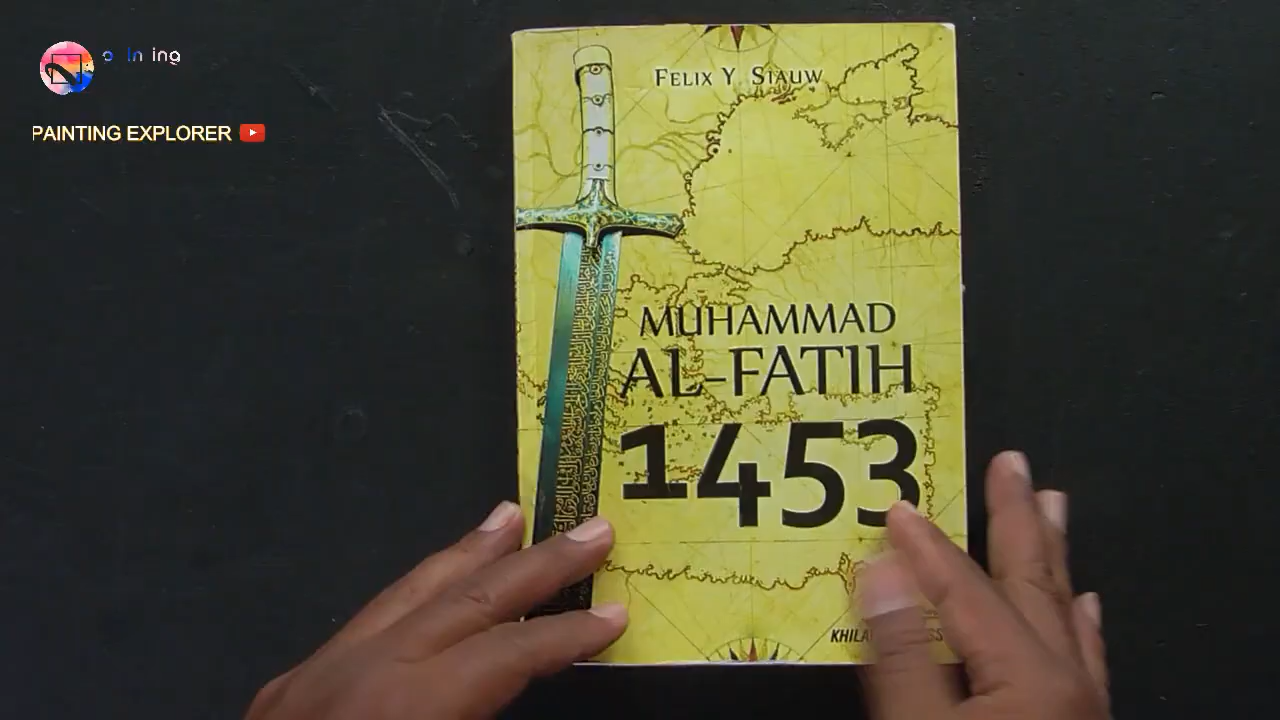 PAINTING EXPLORER
FELIX Y. SIAUW
MUHAMMAD
AL-FATIH
1453